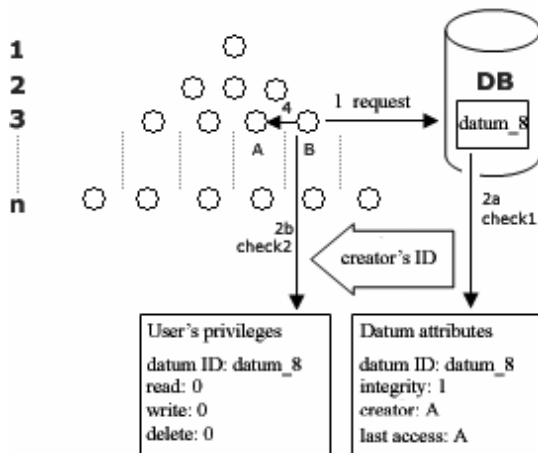 1
2
3
n
4
A
B
1 request
DB
datum_8
2a
check1
2b
check2
creator's ID
User's privileges
datum ID: datum_8
read: 0
write: 0
delete: 0
Datum attributes
datum ID: datum_8
integrity: 1
creator: A
last access: A